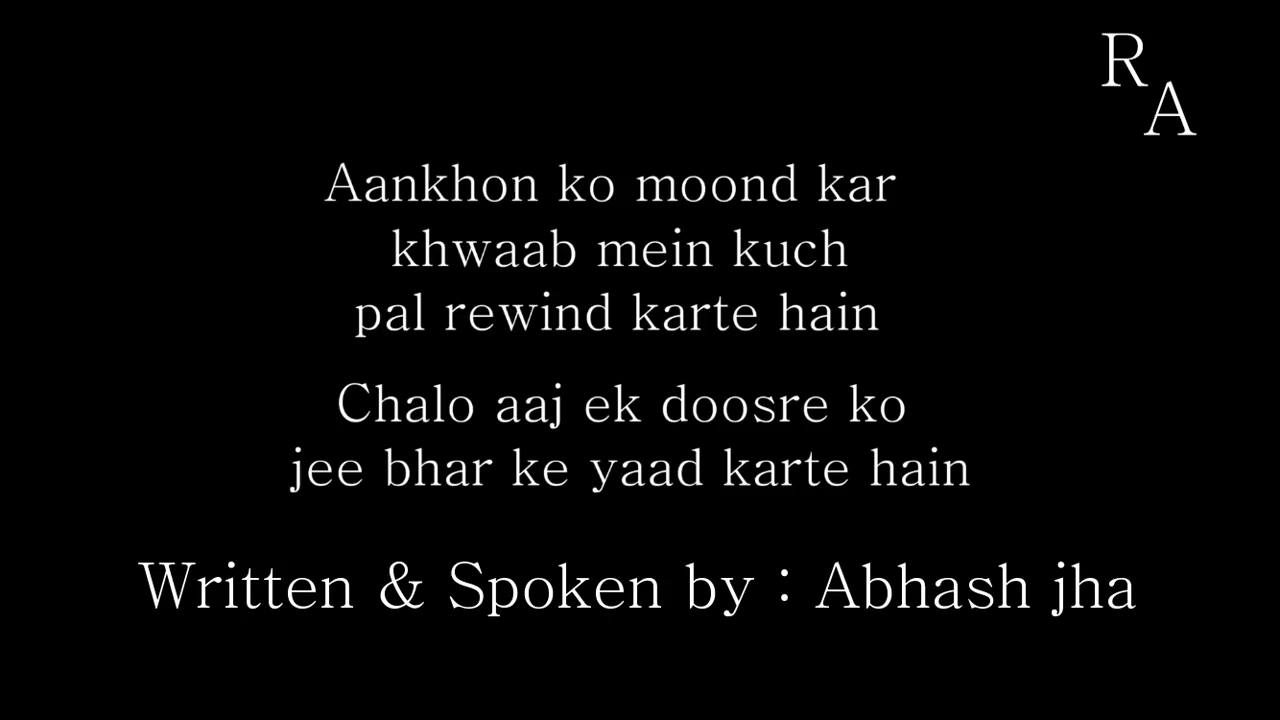 R
A
Aankhon ko moond kar
khwaab mein kuch
pal rewind karte hain
Chalo aaj ek doosre ko
jee bhar ke yaad karte hain
Written & Spoken by : Abhash jha